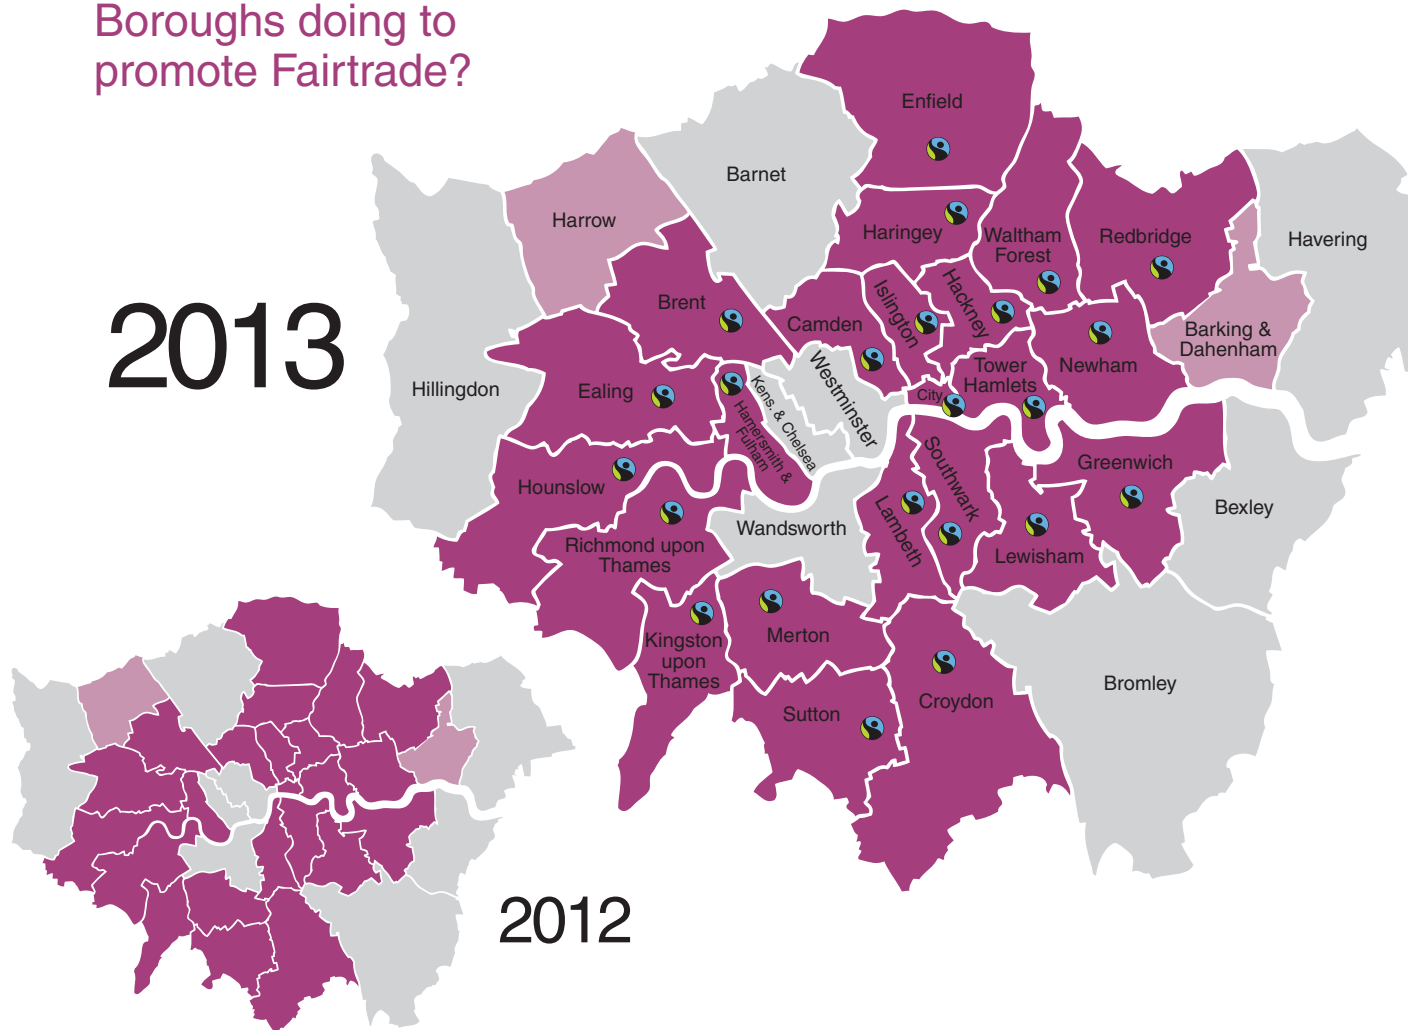 Boroughs doing to
promote Fairtrade?
2013
Enfield
Barnet
Harrow
Haringey
Waltham
Forest
Redbridge
Havering
Brent
Camden
Islington
Hackney
Barking &
Dahenham
Hillingdon
Ealing
Hamersmith &
Fulham
Kens. & Chelsea
Westminster
City
Tower
Hamlets
Newham
Hounslow
Richmond upon
Thames
Wandsworth
Lambeth
Southwark
Lewisham
Greenwich
Bexley
Kingston
upon
Thames
Merton
Sutton
Croydon
Bromley
2012